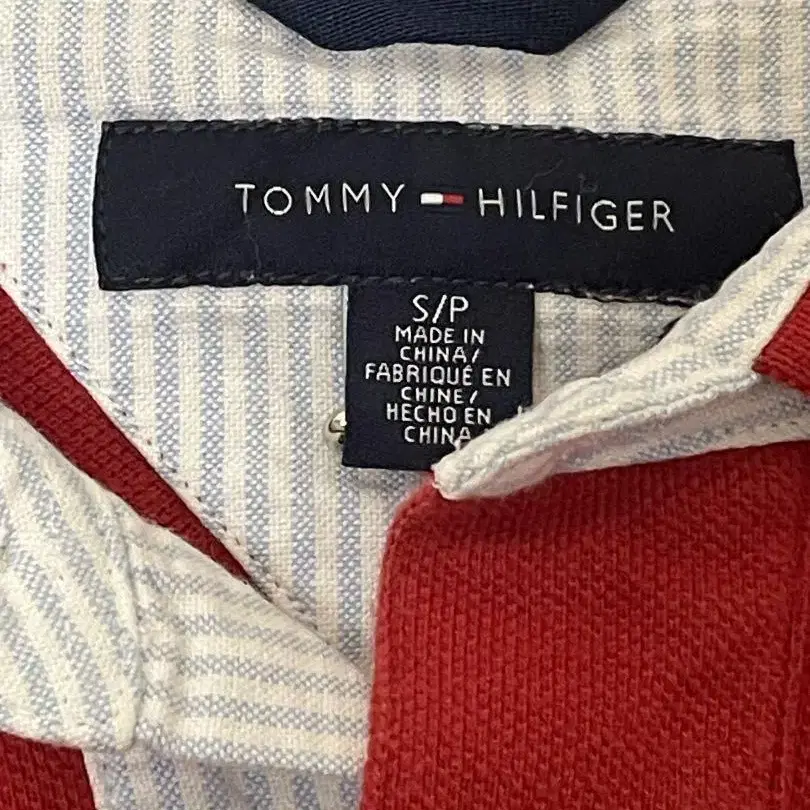 TOMMY HILFIGER
S/P
MADE IN
CHINA/
FABRIQUÉ EN
CHINE/
HECHO EN
CHINA